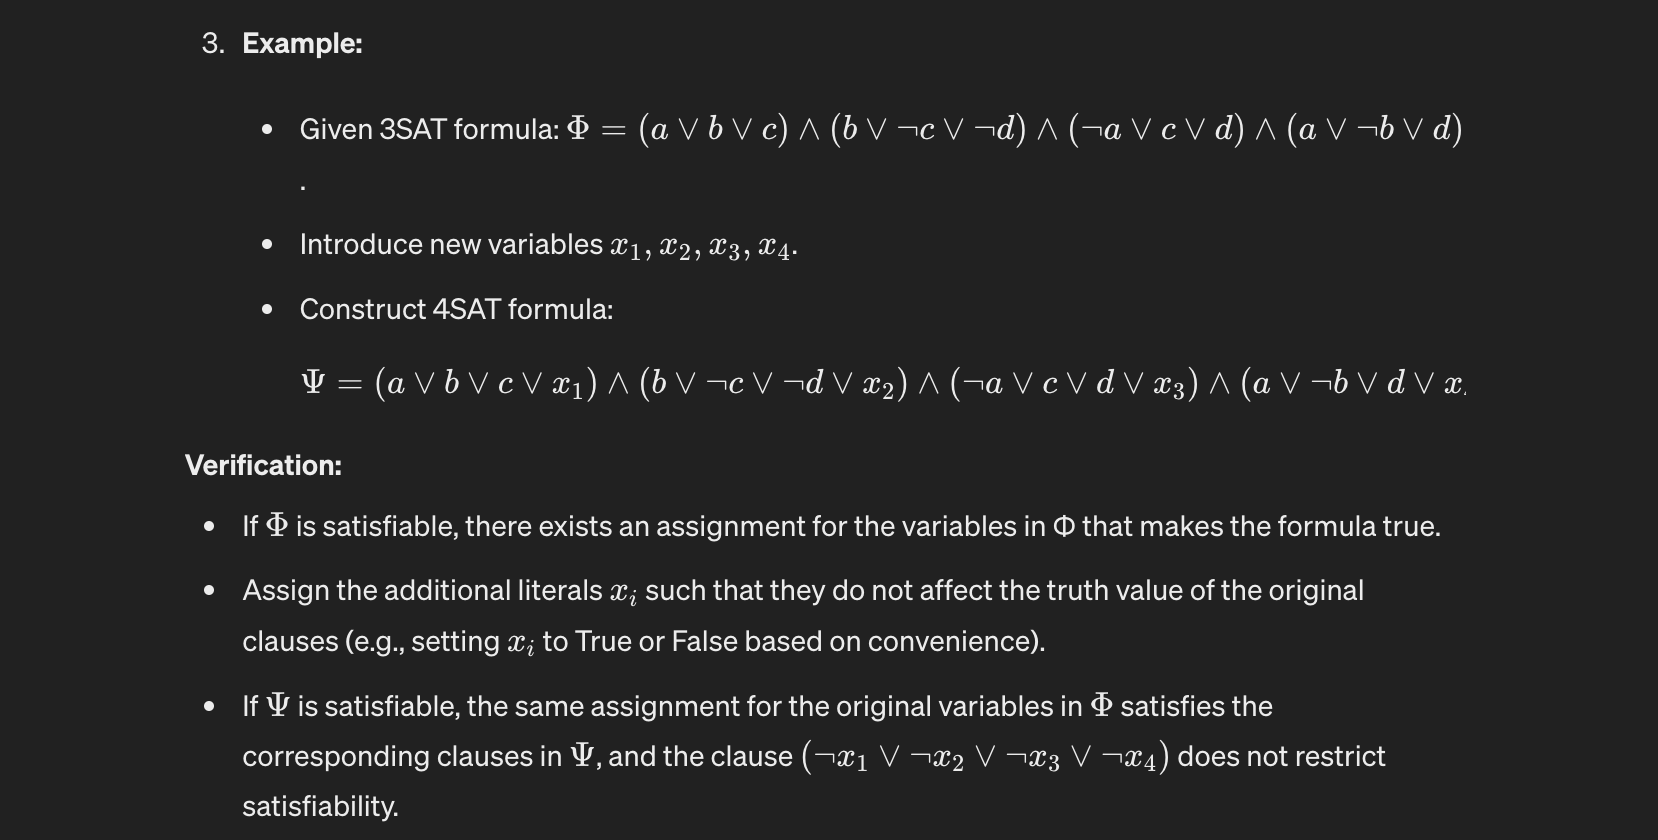 3. Example:
• Given 3SAT formula: Φ = (a ∨ b ∨ c) ∧ (b ∨ ¬c ∨ ¬d) ∧ (¬a ∨ c ∨ d) ∧ (a ∨ ¬b ∨ d)
.
• Introduce new variables x₁, x₂, x₃, x₄.
• Construct 4SAT formula:
Ψ = (a ∨ b ∨ c ∨ x₁) ∧ (b ∨ ¬c ∨ ¬d ∨ x₂) ∧ (¬a ∨ c ∨ d ∨ x₃) ∧ (a ∨ ¬b ∨ d ∨ x
Verification:
• If Φ is satisfiable, there exists an assignment for the variables in Φ that makes the formula true.
• Assign the additional literals xᵢ such that they do not affect the truth value of the original
clauses (e.g., setting xᵢ to True or False based on convenience).
• If Ψ is satisfiable, the same assignment for the original variables in Φ satisfies the
corresponding clauses in Ψ, and the clause (¬x₁ ∨ ¬x₂ ∨ ¬x₃ ∨ ¬x₄) does not restrict
satisfiability.